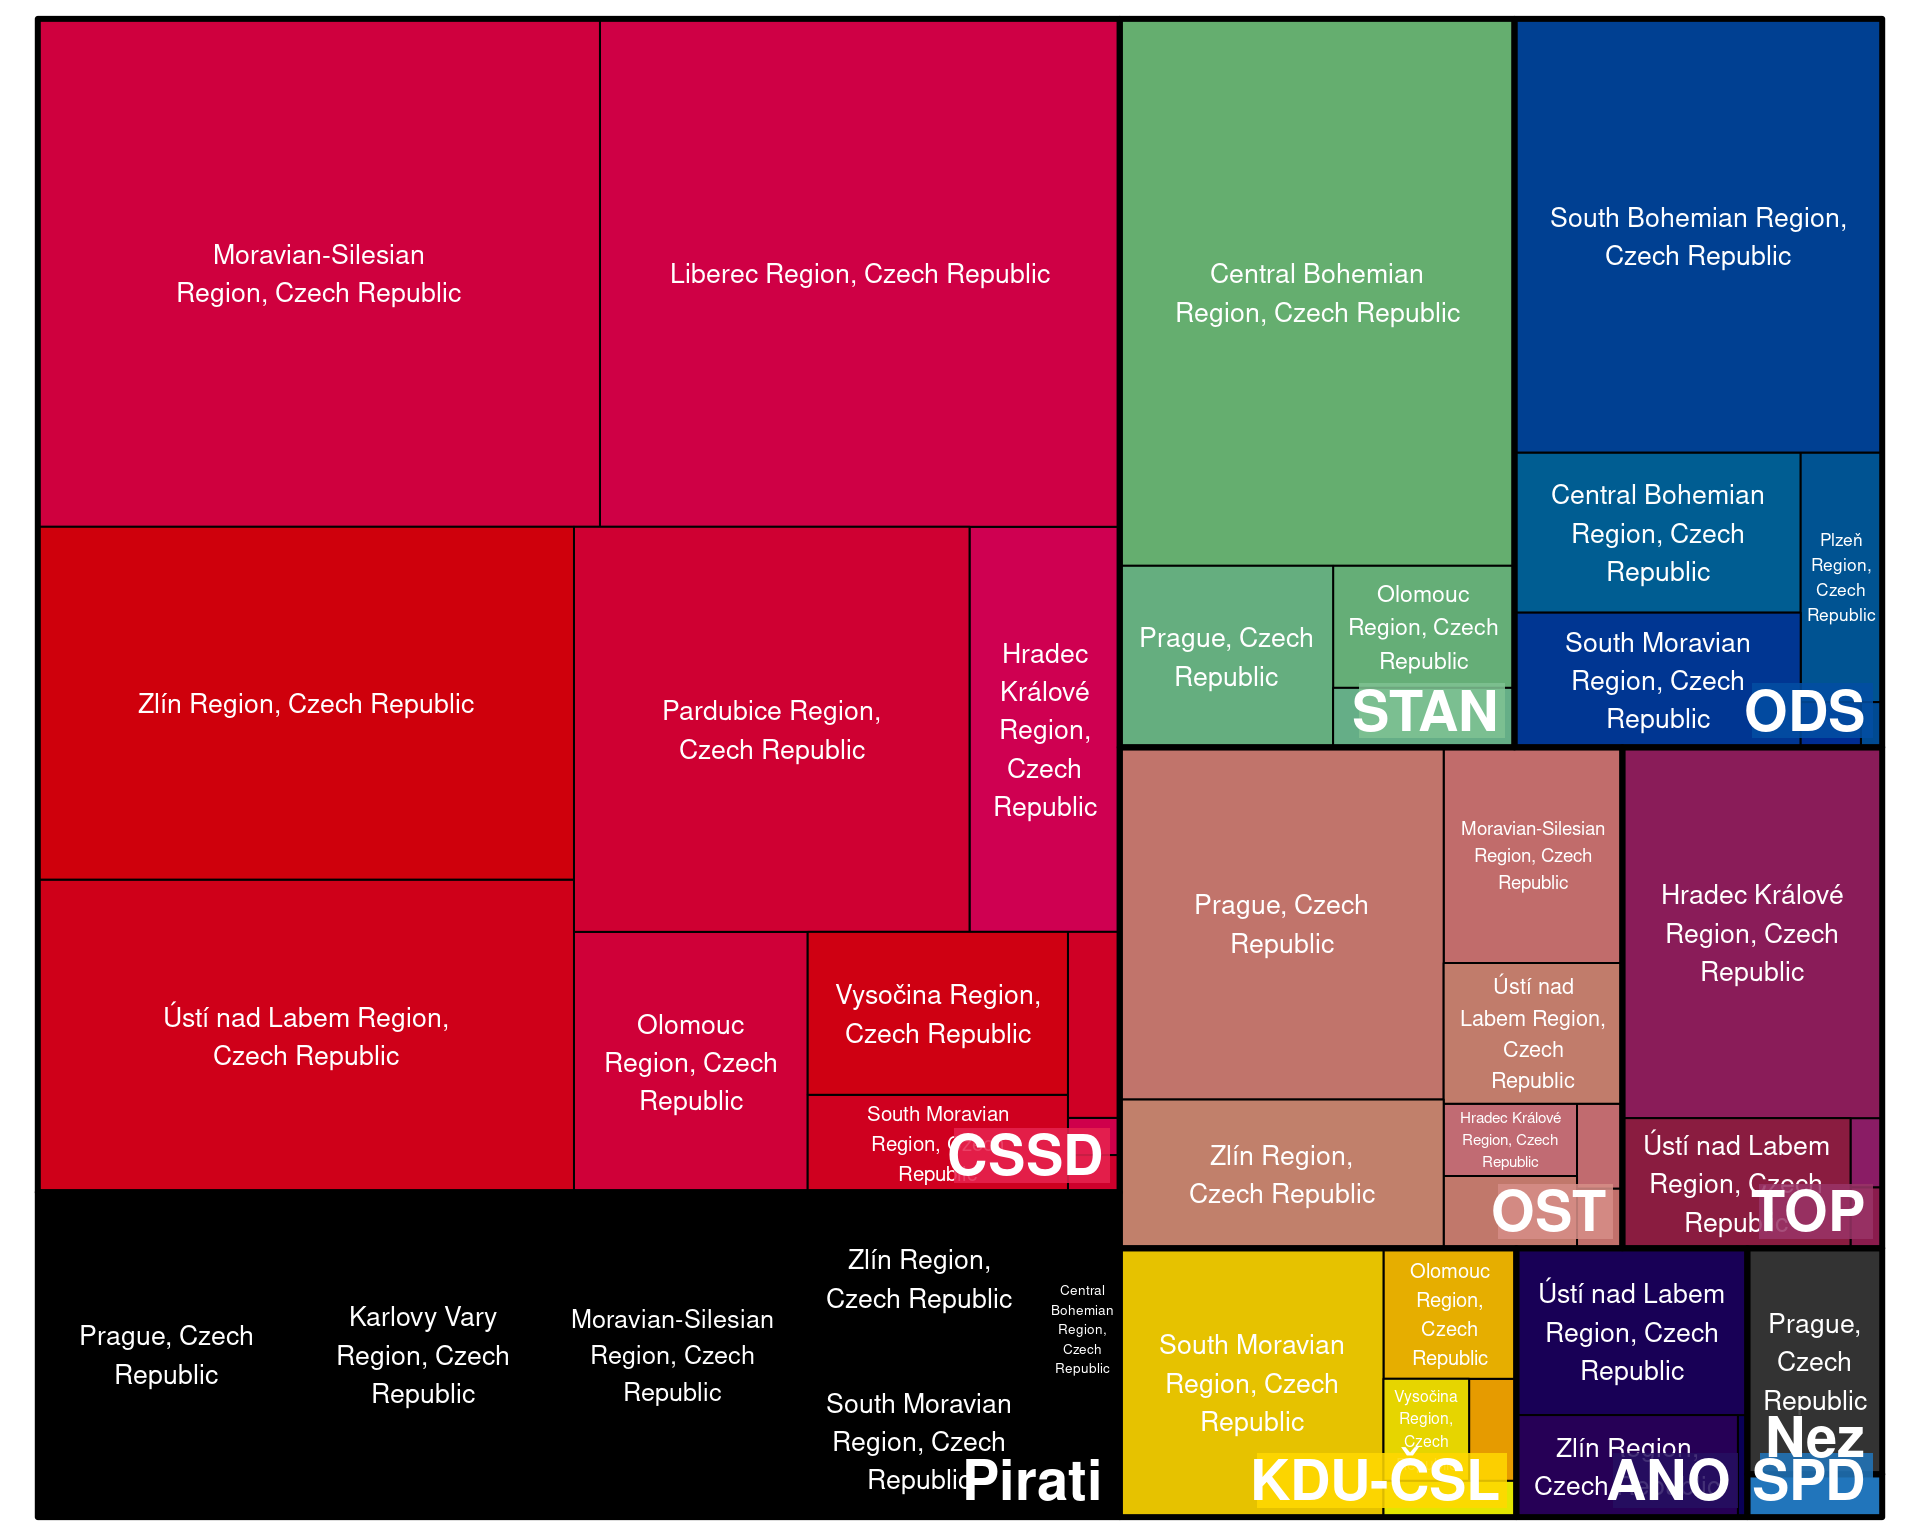 Moravian-Silesian
Region, Czech Republic
Liberec Region, Czech Republic
Zlín Region, Czech Republic
Pardubice Region,
Czech Republic
Hradec
Králové
Region,
Czech
Republic
Ústí nad Labem Region,
Czech Republic
Olomouc
Region, Czech
Republic
Vysočina Region,
Czech Republic
South Moravian
Region, Czech
Republic
CSSD
Central Bohemian
Region, Czech Republic
Prague, Czech
Republic
Olomouc
Region, Czech
Republic
STAN
South Bohemian Region,
Czech Republic
Central Bohemian
Region, Czech
Republic
Plzeň
Region,
Czech
Republic
South Moravian
Region, Czech
Republic
ODS
Prague, Czech
Republic
Moravian-Silesian
Region, Czech
Republic
Ústí nad
Labem Region,
Czech
Republic
Zlín Region,
Czech Republic
Hradec Králové
Region, Czech
Republic
OST
Hradec Králové
Region, Czech
Republic
Ústí nad Labem
Region, Czech
Republic
TOP
Prague, Czech
Republic
Karlovy Vary
Region, Czech
Republic
Moravian-Silesian
Region, Czech
Republic
Zlín Region,
Czech Republic
South Moravian
Region, Czech
Republic
Central
Bohemian
Region,
Czech
Republic
Pirati
South Moravian
Region, Czech
Republic
Olomouc
Region,
Czech
Republic
Vysočina
Region,
Czech
KDU-ČSL
Ústí nad Labem
Region, Czech
Republic
Zlín Region,
Czech Republic
ANO
Prague,
Czech
Republic
Nez
SPD